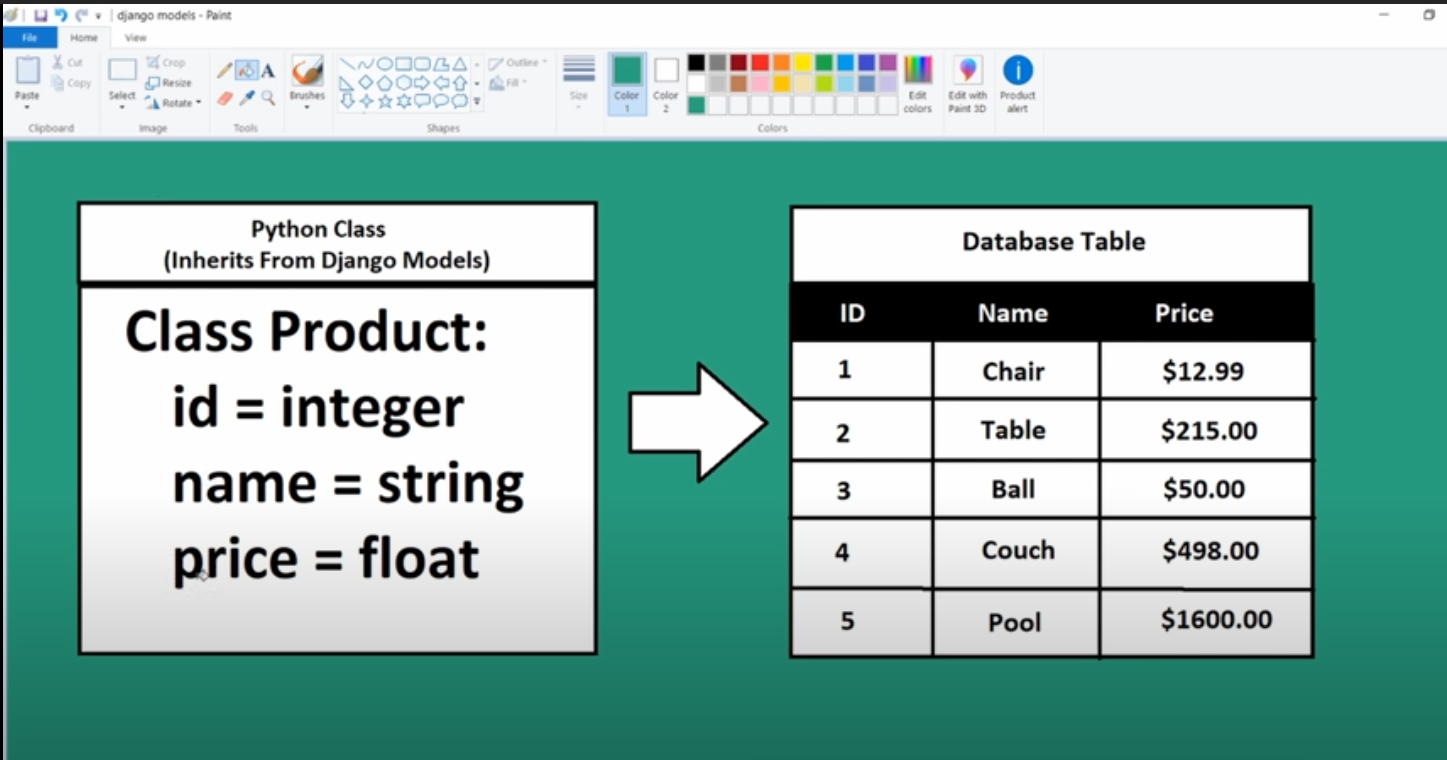 django models - Paint
File Home View
Cut
Copy
Paste
Clipboard
Crop
Resize
Rotate
Select
Image
A
Tools
Brushes
Outline
Fill
Shapes
Size
Color 1
Color 2
Edit colors
Colors
Edit with Paint 3D
Product alert
Python Class
(Inherits From Django Models)
Class Product:
id = integer
name = string
price = float
Database Table
ID Name Price
1 Chair $12.99
2 Table $215.00
3 Ball $50.00
4 Couch $498.00
5 Pool $1600.00